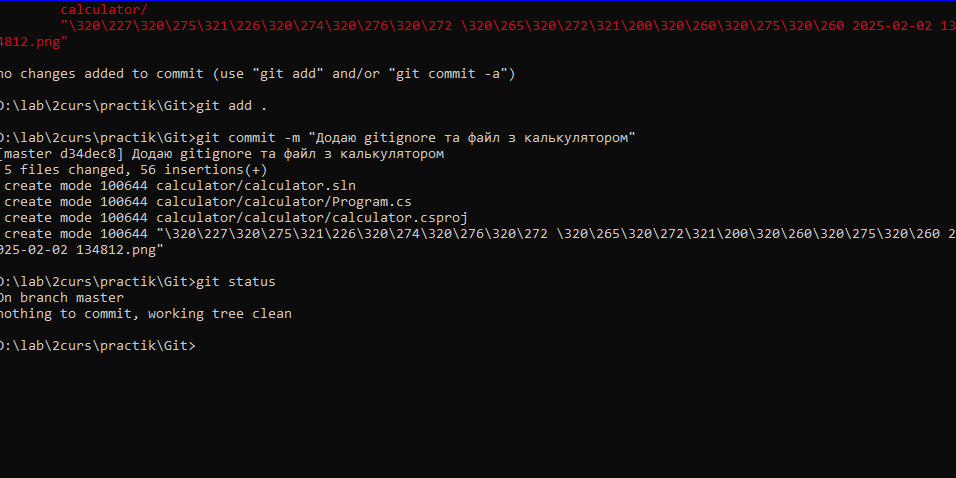 calculator/
"\320\227\320\275\321\226\320\274\320\276\320\272 \320\265\320\272\321\200\320\260\320\275\320\260 2025-02-02 13
4812.png"
no changes added to commit (use "git add" and/or "git commit -a")
D:\lab\2curs\practik\Git>git add .
D:\lab\2curs\practik\Git>git commit -m "Додаю gitignore та файл з калькулятором"
[master d34dec8] Додаю gitignore та файл з калькулятором
5 files changed, 56 insertions(+)
create mode 100644 calculator/calculator.sln
create mode 100644 calculator/calculator/Program.cs
create mode 100644 calculator/calculator/calculator.csproj
create mode 100644 "\320\227\320\275\321\226\320\274\320\276\320\272 \320\265\320\272\321\200\320\260\320\275\320\260 2
025-02-02 134812.png"
D:\lab\2curs\practik\Git>git status
On branch master
nothing to commit, working tree clean
D:\lab\2curs\practik\Git>